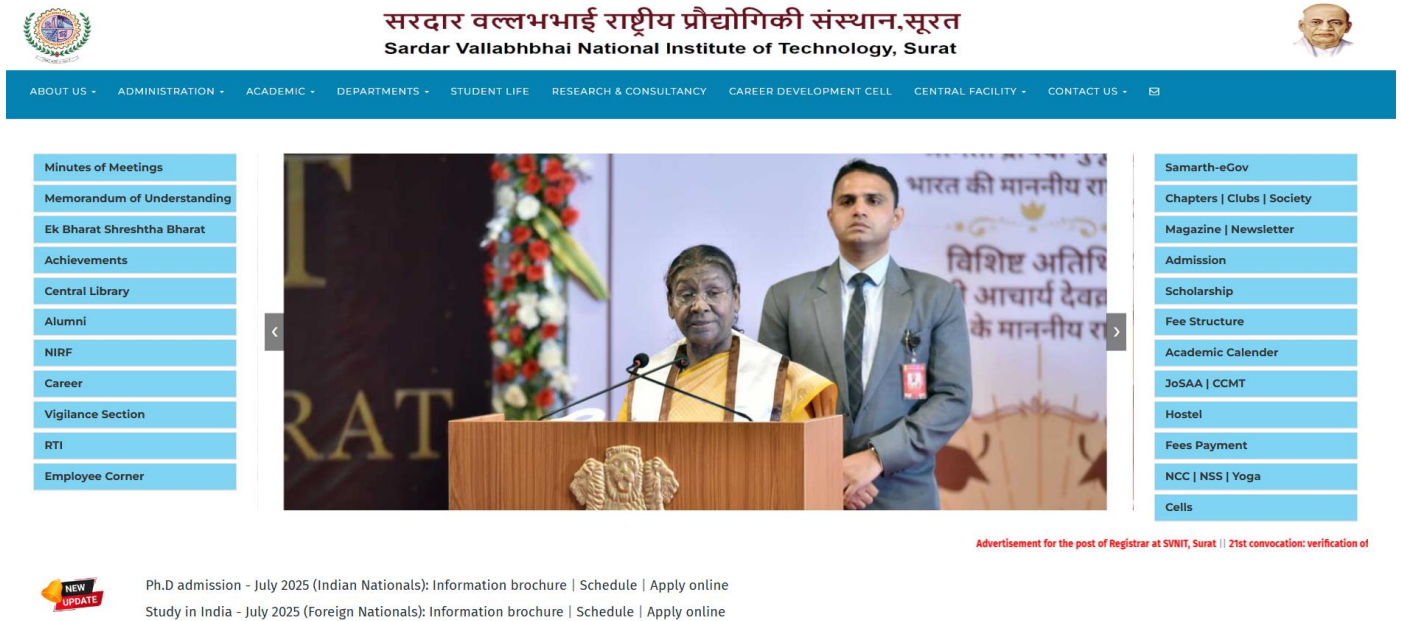 सरदार वल्लभभाई राष्ट्रीय प्रौद्योगिकी संस्थान,सूरत
Sardar Vallabhbhai National Institute of Technology, Surat
ABOUT US ADMINISTRATION ACADEMIC DEPARTMENTS STUDENT LIFE RESEARCH & CONSULTANCY CAREER DEVELOPMENT CELL CENTRAL FACILITY CONTACT US
Minutes of Meetings
Memorandum of Understanding
Ek Bharat Shreshtha Bharat
Achievements
Central Library
Alumni
NIRF
Career
Vigilance Section
RTI
Employee Corner
भारत की माननीय रा
विशिष्ट अतिथि
आचार्य देवव्र
के माननीय रा
RAT
Samarth-eGov
Chapters | Clubs | Society
Magazine | Newsletter
Admission
Scholarship
Fee Structure
Academic Calender
JoSAA | CCMT
Hostel
Fees Payment
NCC | NSS | Yoga
Cells
Advertisement for the post of Registrar at SVNIT, Surat || 21st convocation: verification of
NEW
UPDATE
Ph.D admission - July 2025 (Indian Nationals): Information brochure | Schedule | Apply online
Study in India - July 2025 (Foreign Nationals): Information brochure | Schedule | Apply online